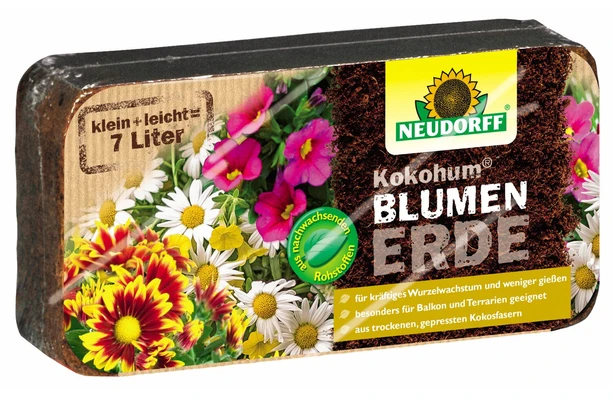 klein + leicht =
7 Liter
NEUDORFF®
Kokohum®
BLUMEN
ERDE
aus nachwachsenden
Rohstoffen
für kräftiges Wurzelwachstum und weniger gießen
besonders für Balkon und Terrarien geeignet
aus trockenen, gepressten Kokosfasern